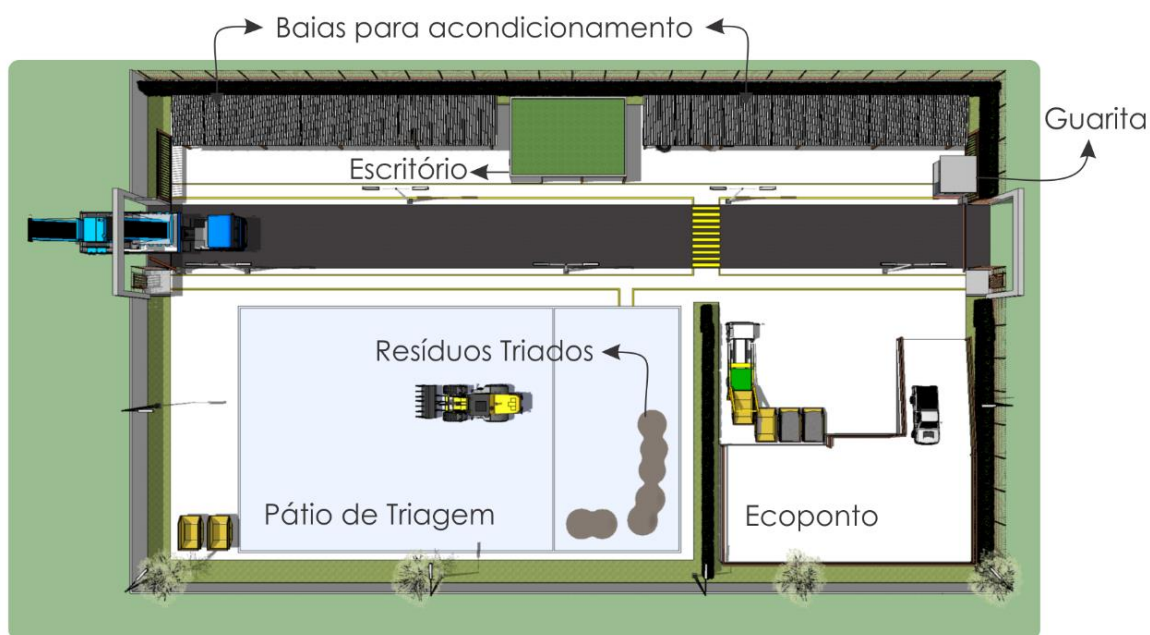 Baias para acondicionamento
Guarita
Escritório
Resíduos Triados
Pátio de Triagem
Ecoponto